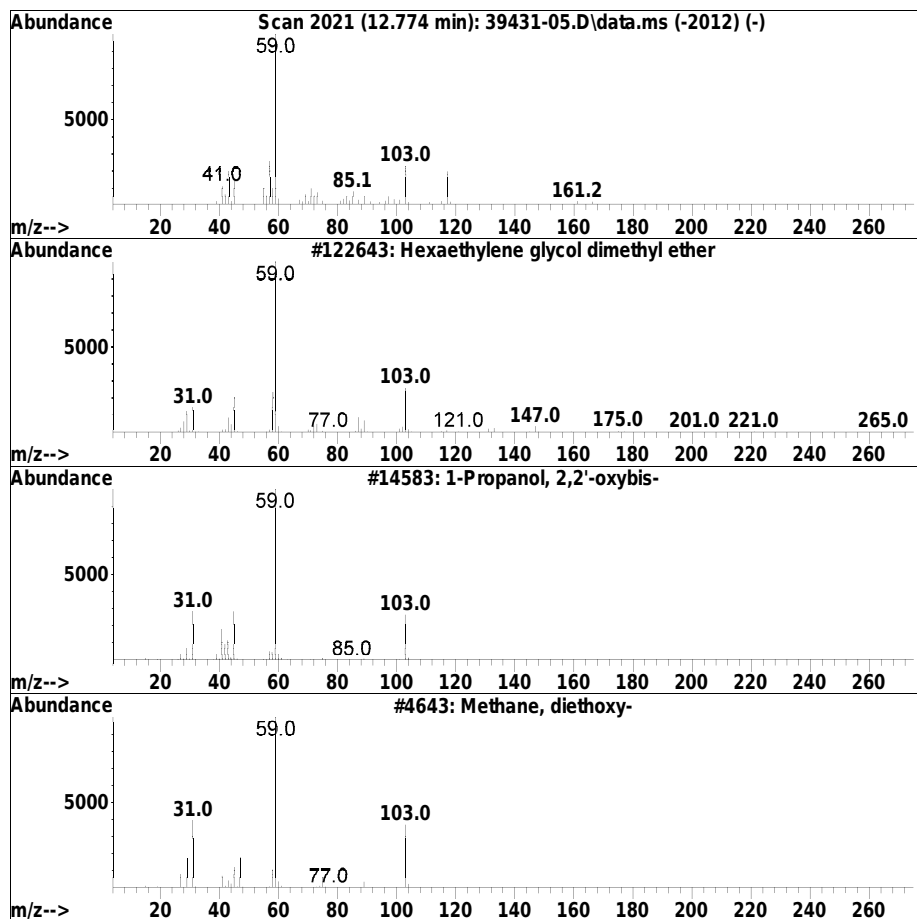 Abundance Scan 2021 (12.774 min): 39431-05.D\data.ms (-2012) (-)
59.0
5000
41.0 85.1 103.0 161.2
m/z--> 20 40 60 80 100 120 140 160 180 200 220 240 260
Abundance #122643: Hexaethylene glycol dimethyl ether
59.0
5000
31.0 77.0 103.0 121.0 147.0 175.0 201.0 221.0 265.0
m/z--> 20 40 60 80 100 120 140 160 180 200 220 240 260
Abundance #14583: 1-Propanol, 2,2'-oxybis-
59.0
5000
31.0 85.0 103.0
m/z--> 20 40 60 80 100 120 140 160 180 200 220 240 260
Abundance #4643: Methane, diethoxy-
59.0
5000
31.0 77.0 103.0
m/z--> 20 40 60 80 100 120 140 160 180 200 220 240 260